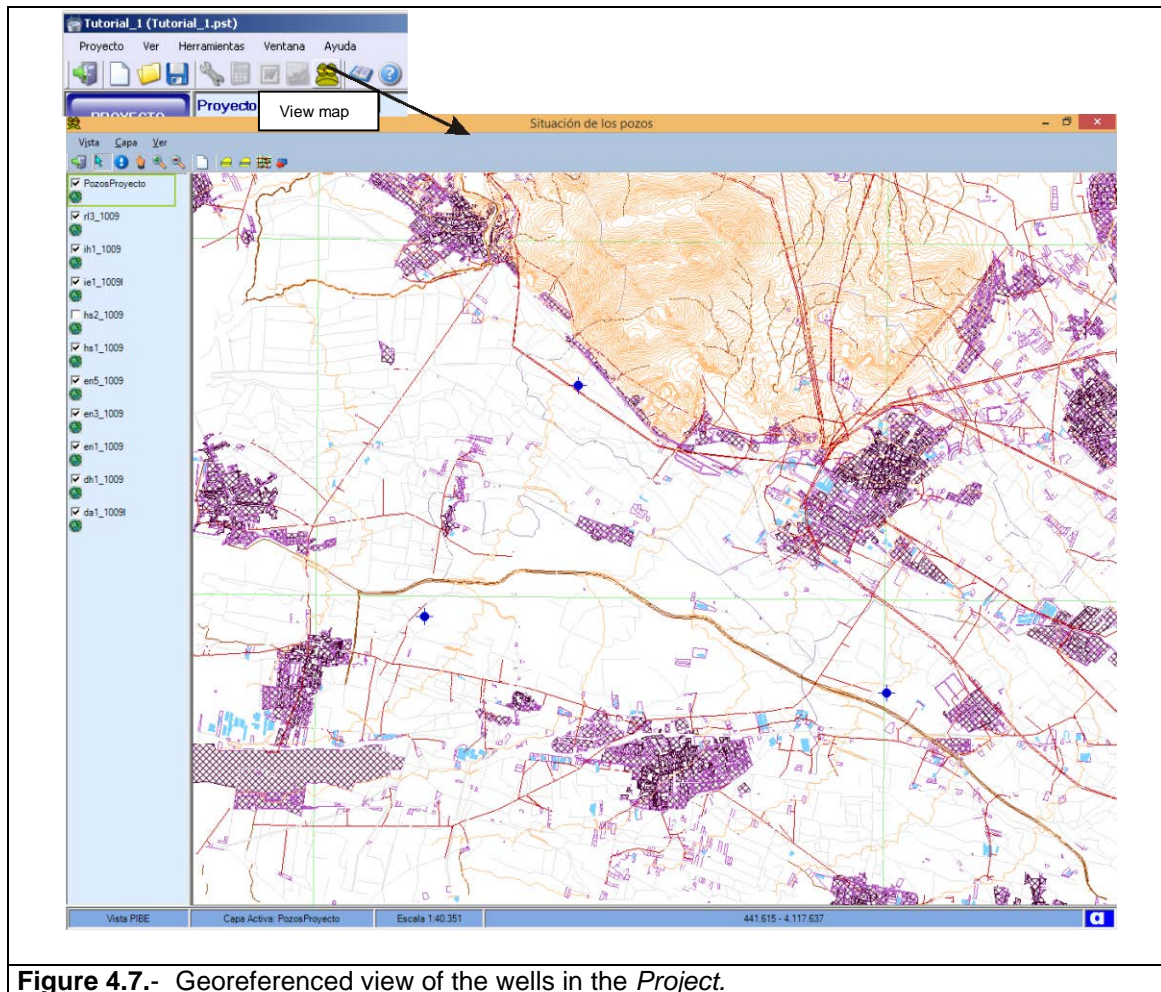 Tutorial_1 (Tutorial_1.pst)
Proyecto Ver Herramientas Ventana Ayuda
Proyecto
View map
Situación de los pozos
Vista Capa Ver
PozosProyecto
rl3_1009
ih1_1009
ie1_1009l
hs2_1009
hs1_1009
en5_1009
en3_1009
en1_1009
dh1_1009
da1_1009l
Vista PIBE Capa Activa: PozosProyecto Escala 1:40.351 441.615 - 4.117.637
Figure 4.7.- Georeferenced view of the wells in the Project.